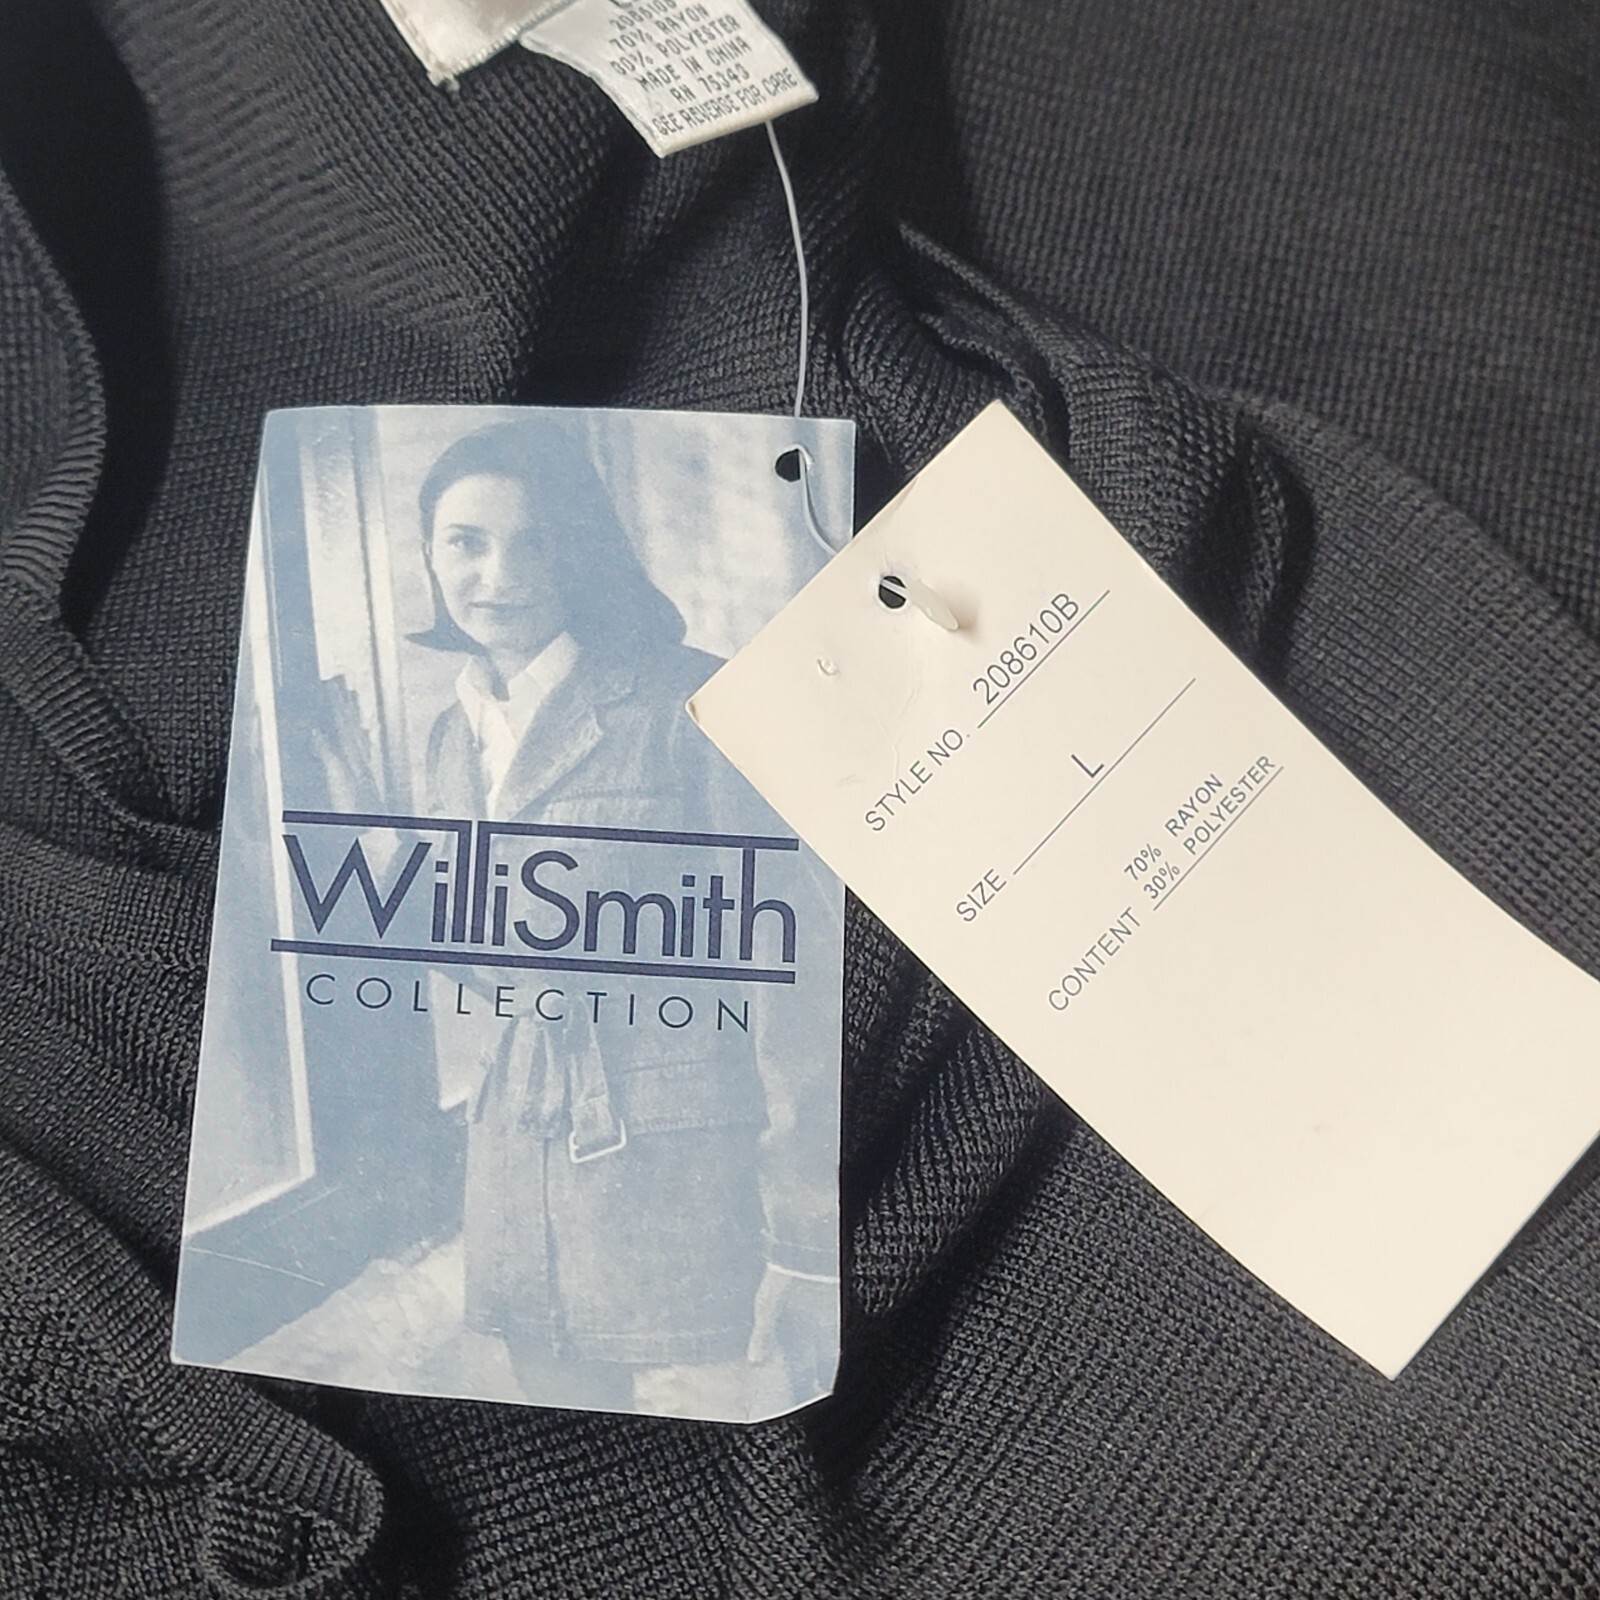 208610B
70% RAYON
30% POLYESTER
MADE IN CHINA
RN 75343
SEE REVERSE FOR CARE
WilliSmith
COLLECTION
STYLE NO. 208610B
SIZE L
CONTENT 70% RAYON
30% POLYESTER